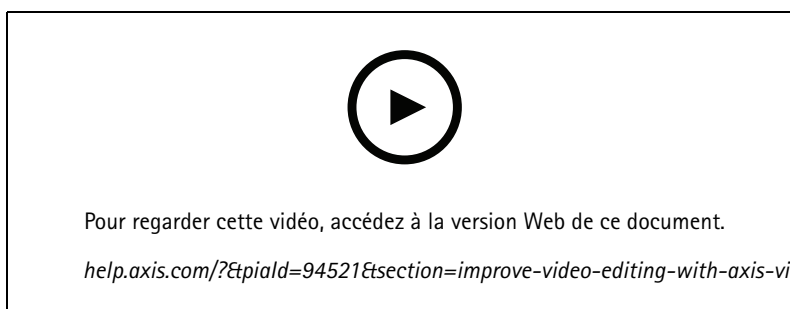 Pour regarder cette vidéo, accédez à la version Web de ce document.
help.axis.com/?&piaId=94521&section=improve-video-editing-with-axis-vi